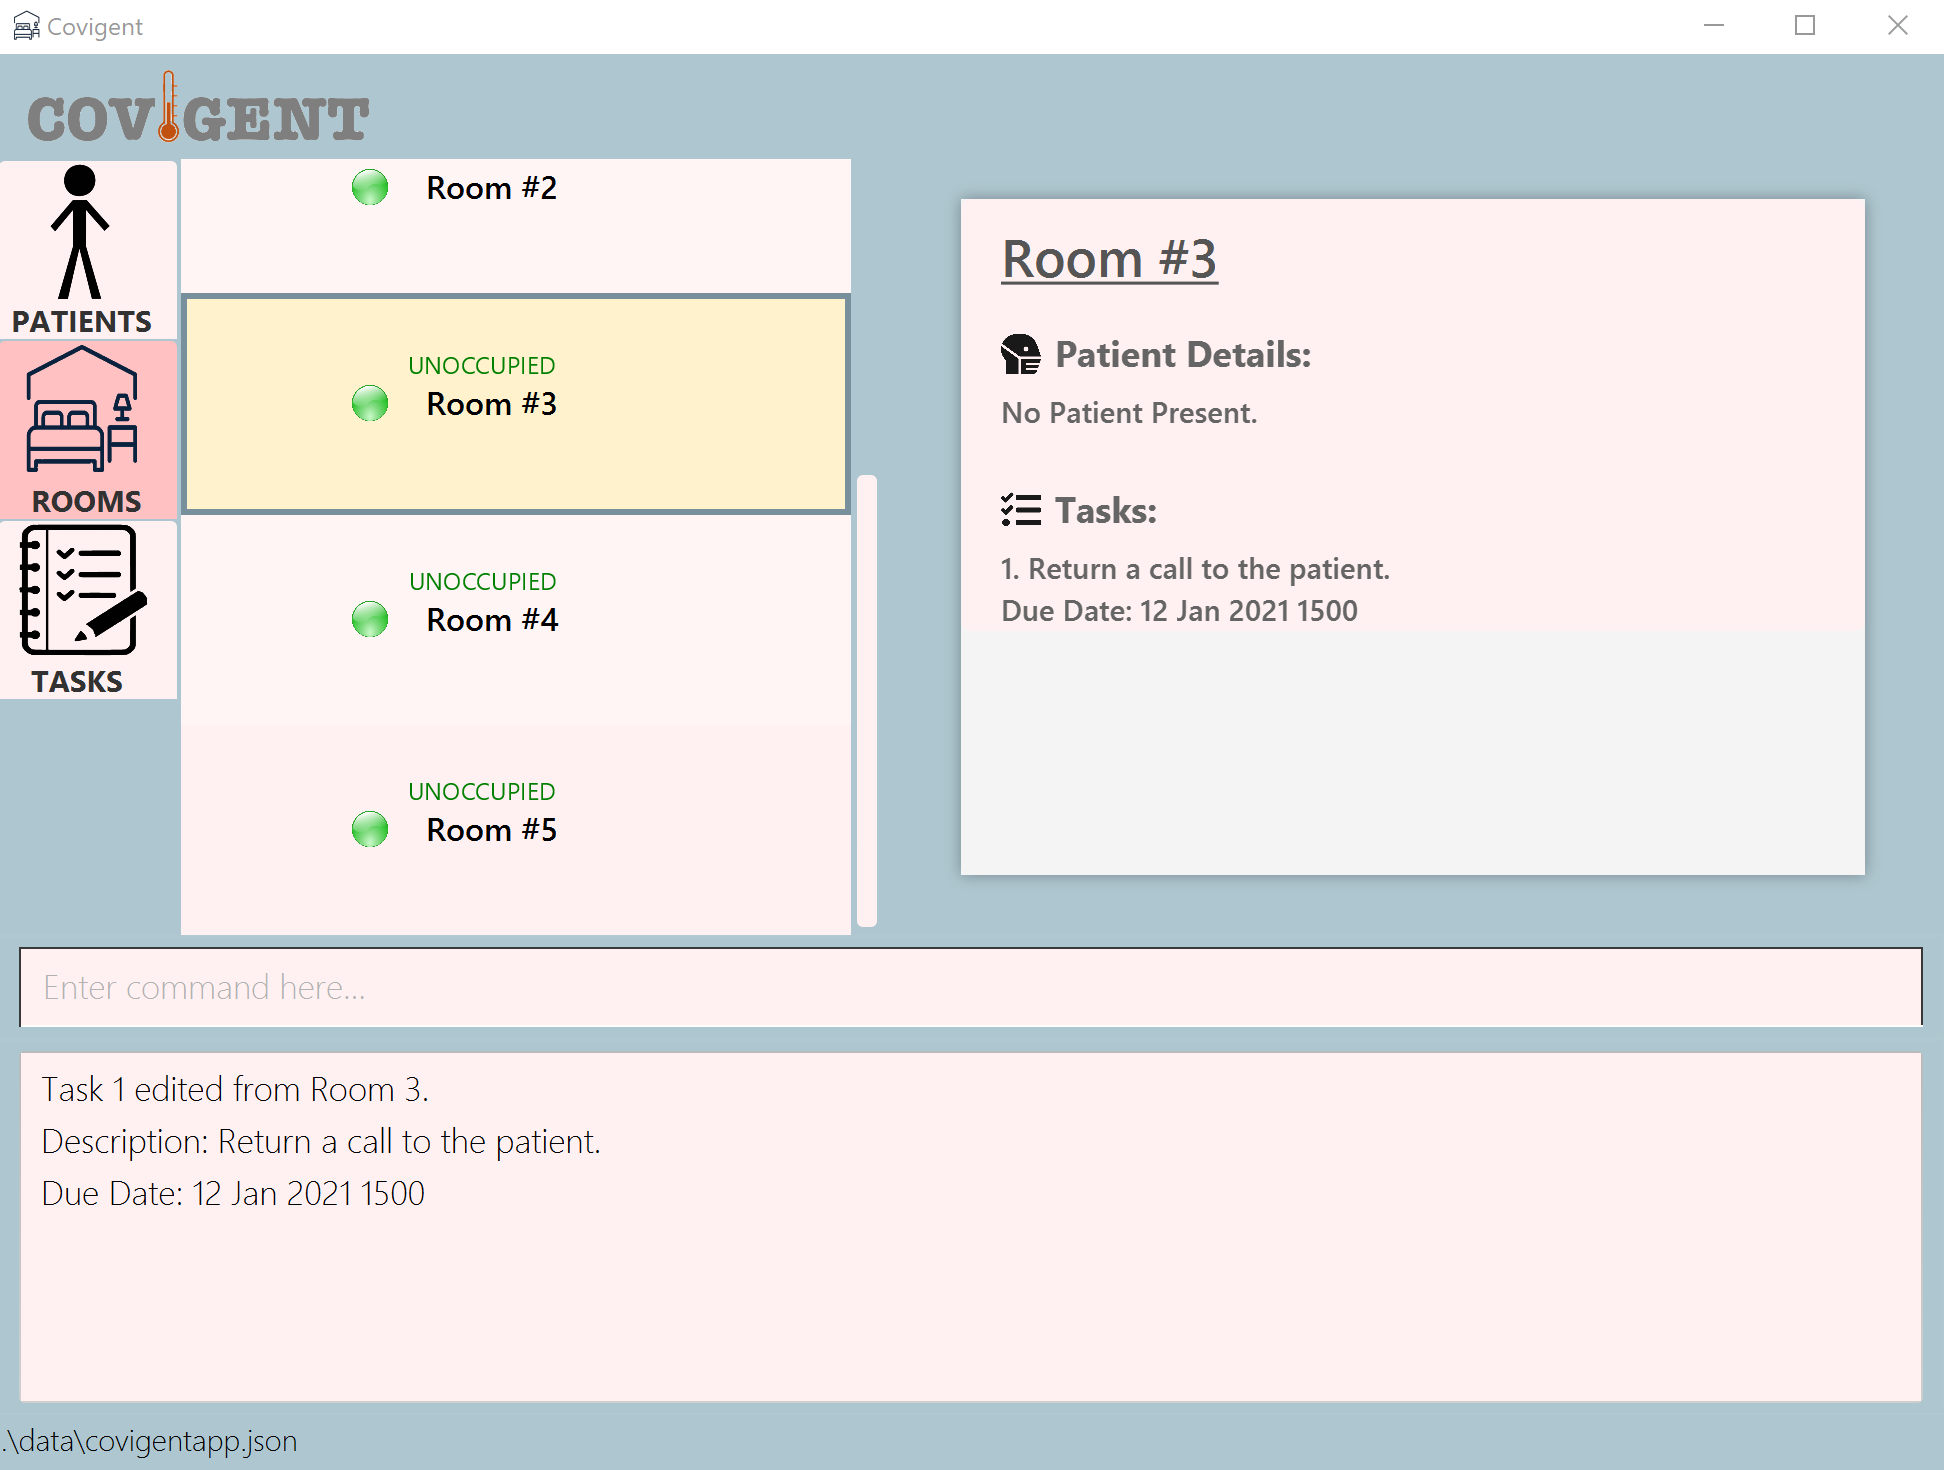 Covigent
COVIGENT
PATIENTS
ROOMS
TASKS
Room #2
UNOCCUPIED
Room #3
UNOCCUPIED
Room #4
UNOCCUPIED
Room #5
Room #3
Patient Details:
No Patient Present.
Tasks:
1. Return a call to the patient.
Due Date: 12 Jan 2021 1500
Enter command here...
Task 1 edited from Room 3.
Description: Return a call to the patient.
Due Date: 12 Jan 2021 1500
.\data\covigentapp.json